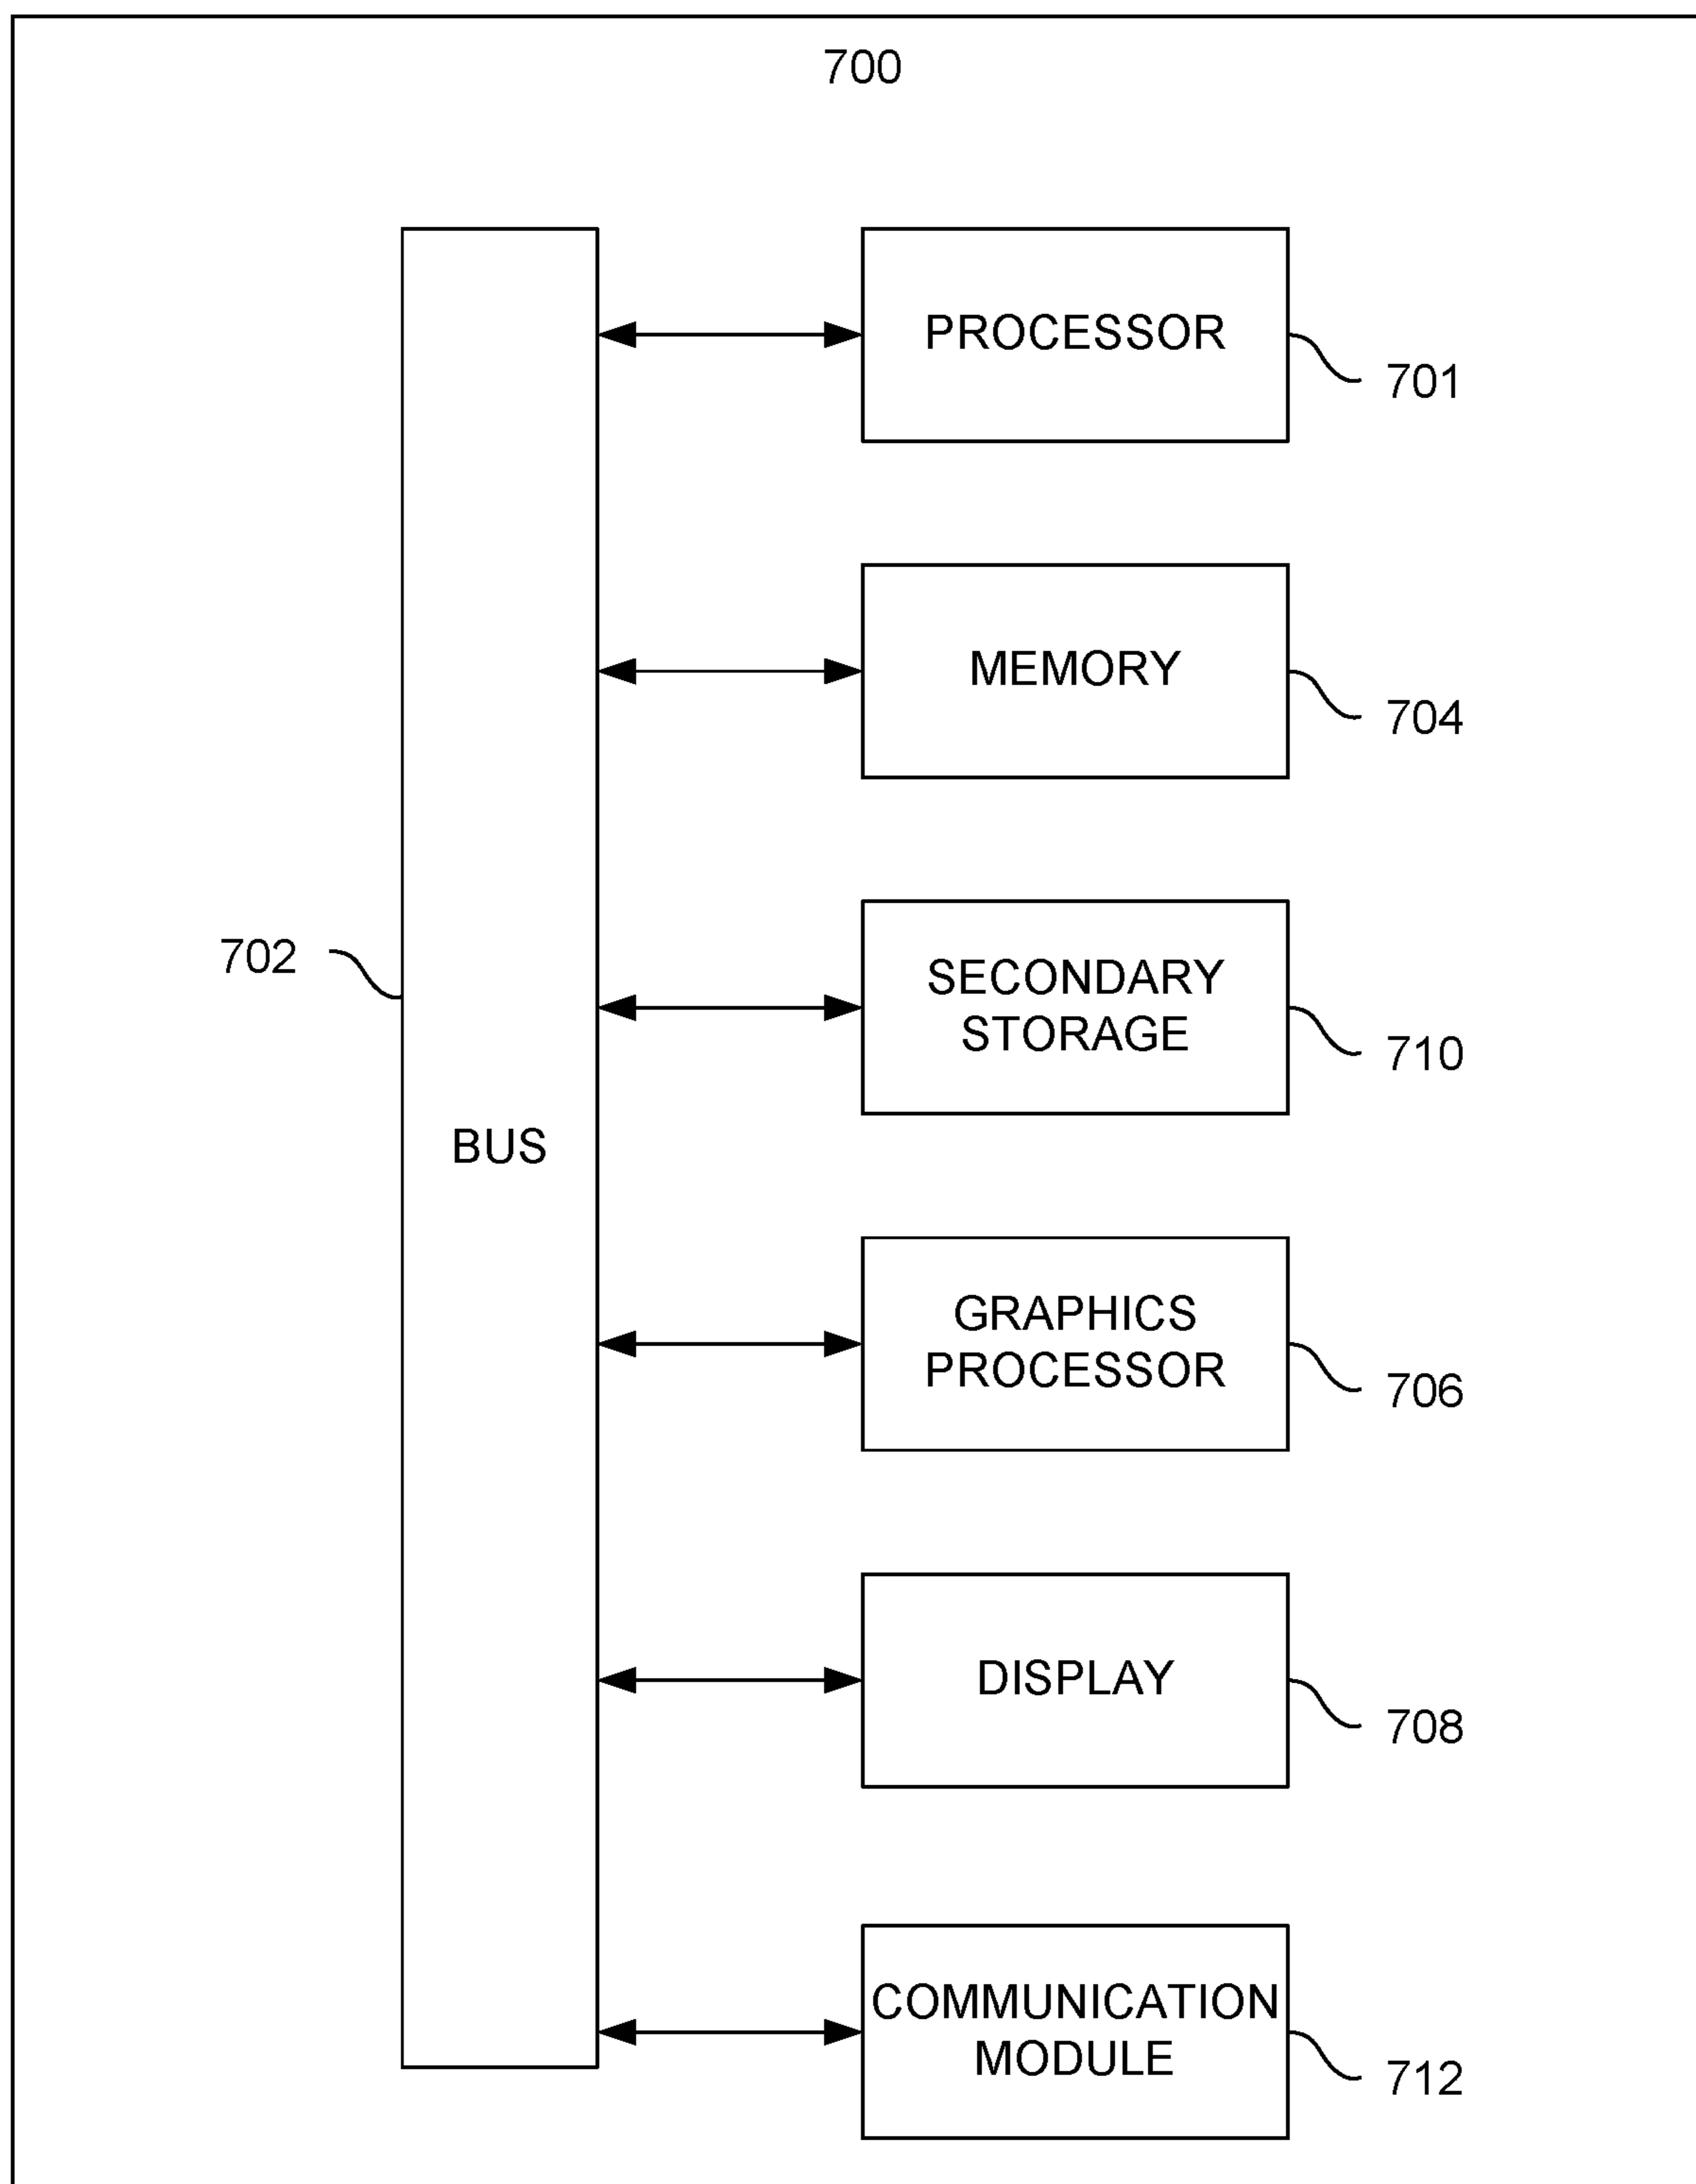 700
PROCESSOR
701
MEMORY
704
702
SECONDARY
STORAGE
710
BUS
GRAPHICS
PROCESSOR
706
DISPLAY
708
COMMUNICATION
MODULE
712